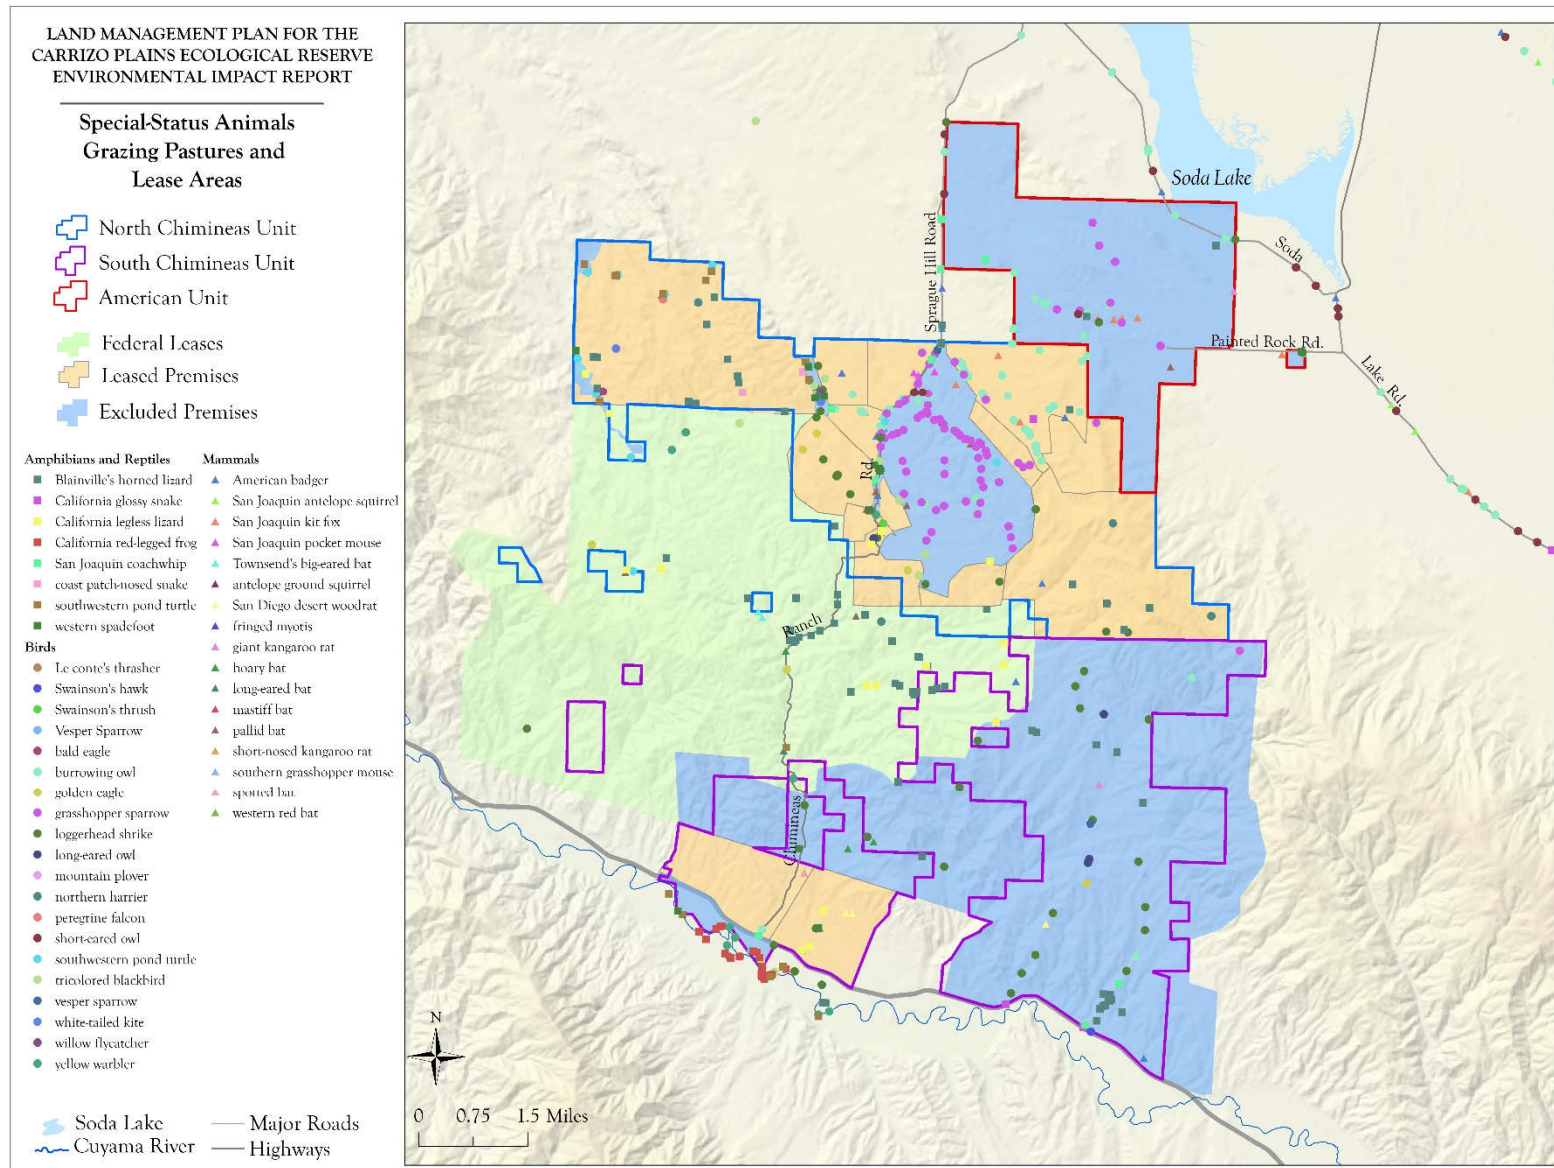 LAND MANAGEMENT PLAN FOR THE
CARRIZO PLAINS ECOLOGICAL RESERVE
ENVIRONMENTAL IMPACT REPORT
Special-Status Animals
Grazing Pastures and
Lease Areas
North Chimineas Unit
South Chimineas Unit
American Unit
Federal Leases
Leased Premises
Excluded Premises
Amphibians and Reptiles
Blainville's horned lizard
California glossy snake
California legless lizard
California red-legged frog
San Joaquin coachwhip
coast patch-nosed snake
southwestern pond turtle
western spadefoot
Birds
Le conte's thrasher
Swainson's hawk
Swainson's thrush
Vesper Sparrow
bald eagle
burrowing owl
golden eagle
grasshopper sparrow
loggerhead shrike
long-eared owl
mountain plover
northern harrier
peregrine falcon
short-eared owl
southwestern pond turtle
tricolored blackbird
vesper sparrow
white-tailed kite
willow flycatcher
yellow warbler
Mammals
American badger
San Joaquin antelope squirrel
San Joaquin kit fox
San Joaquin pocket mouse
Townsend's big-eared bat
antelope ground squirrel
San Diego desert woodrat
fringed myotis
giant kangaroo rat
hoary bat
long-eared bat
mastiff bat
pallid bat
short-nosed kangaroo rat
southern grasshopper mouse
spotted bat
western red bat
Soda Lake
Cuyama River
Major Roads
Highways
Soda Lake
Sprague Hill Road
Soda
Lake Rd.
Painted Rock Rd.
Chimineas
Ranch
Rd.
N
0 0.75 1.5 Miles